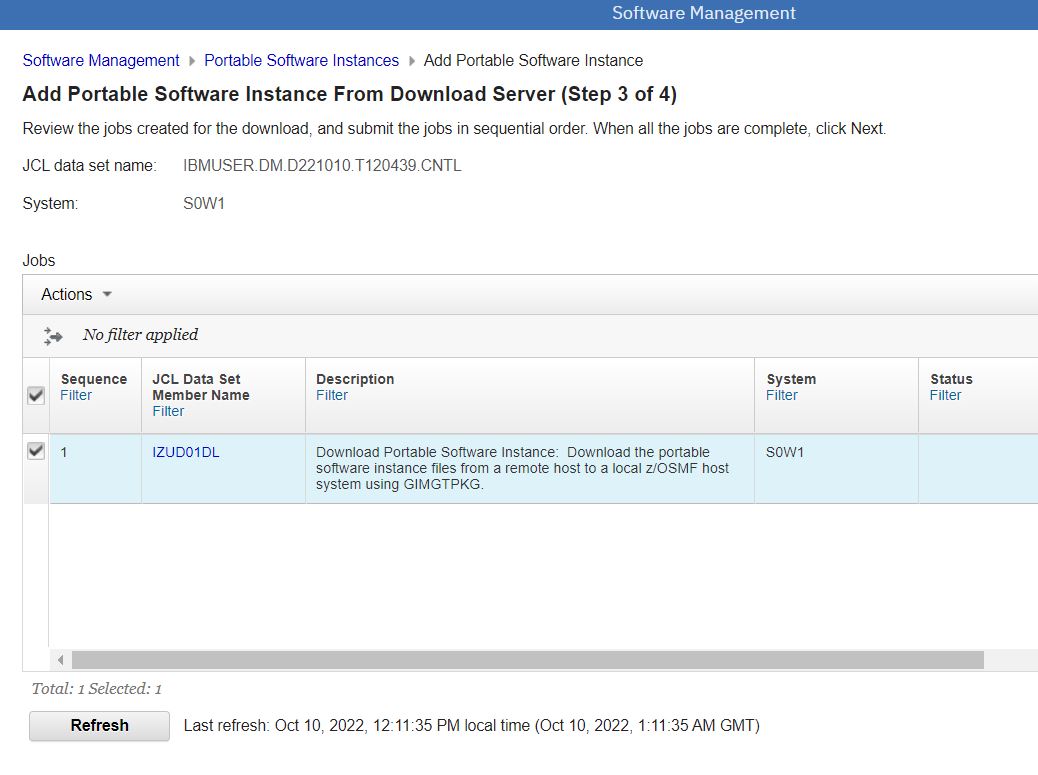 Software Management
Software Management Portable Software Instances Add Portable Software Instance
Add Portable Software Instance From Download Server (Step 3 of 4)
Review the jobs created for the download, and submit the jobs in sequential order. When all the jobs are complete, click Next.
JCL data set name: IBMUSER.DM.D221010.T120439.CNTL
System: S0W1
Jobs
Actions
No filter applied
Sequence
Filter
JCL Data Set
Member Name
Filter
Description
Filter
System
Filter
Status
Filter
1
IZUD01DL
Download Portable Software Instance: Download the portable
software instance files from a remote host to a local z/OSMF host
system using GIMGTPKG.
S0W1
Total: 1 Selected: 1
Refresh
Last refresh: Oct 10, 2022, 12:11:35 PM local time (Oct 10, 2022, 1:11:35 AM GMT)